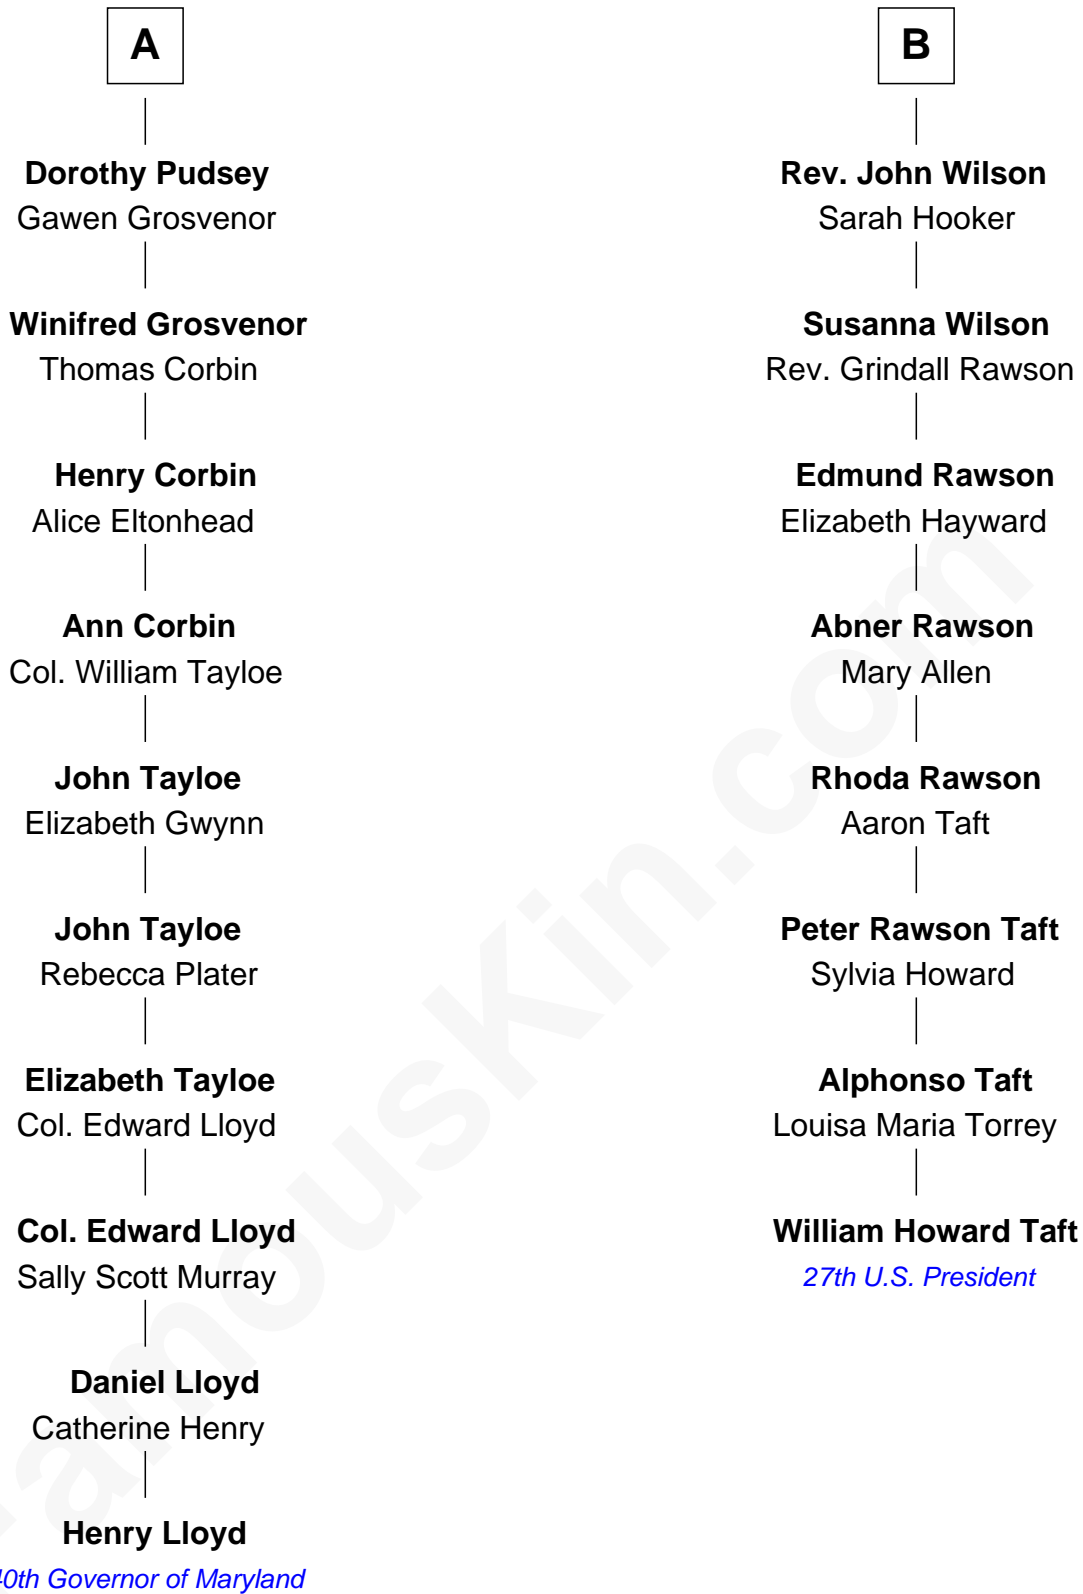 A
Dorothy Pudsey
Gawen Grosvenor
Winifred Grosvenor
Thomas Corbin
Henry Corbin
Alice Eltonhead
Ann Corbin
Col. William Tayloe
John Tayloe
Elizabeth Gwynn
John Tayloe
Rebecca Plater
Elizabeth Tayloe
Col. Edward Lloyd
Col. Edward Lloyd
Sally Scott Murray
Daniel Lloyd
Catherine Henry
Henry Lloyd
40th Governor of Maryland
B
Rev. John Wilson
Sarah Hooker
Susanna Wilson
Rev. Grindall Rawson
Edmund Rawson
Elizabeth Hayward
Abner Rawson
Mary Allen
Rhoda Rawson
Aaron Taft
Peter Rawson Taft
Sylvia Howard
Alphonso Taft
Louisa Maria Torrey
William Howard Taft
27th U.S. President
amouskin.com